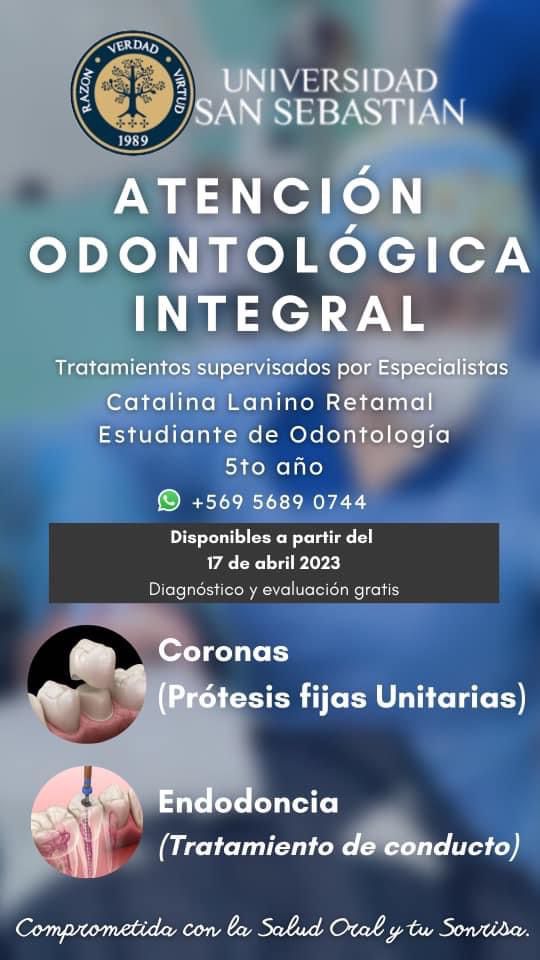 RAZON VERDAD VIRTUD
1989
UNIVERSIDAD
SAN SEBASTIAN
ATENCIÓN
ODONTOLÓGICA
INTEGRAL
Tratamientos supervisados por Especialistas
Catalina Lanino Retamal
Estudiante de Odontología
5to año
+569 5689 0744
Disponibles a partir del
17 de abril 2023
Diagnóstico y evaluación gratis
Coronas
(Prótesis fijas Unitarias)
Endodoncia
(Tratamiento de conducto)
Comprometida con la Salud Oral y tu Sonrisa.